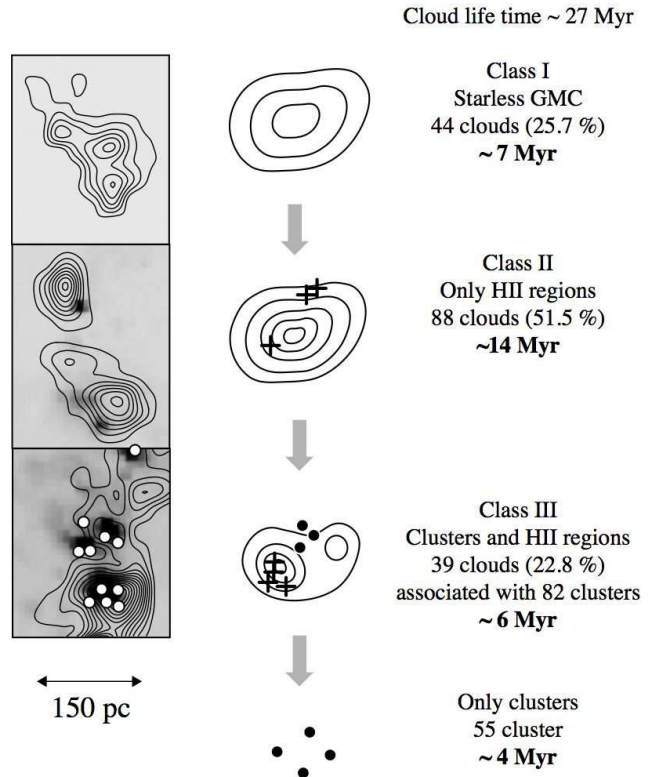 Cloud life time ~ 27 Myr
Class I
Starless GMC
44 clouds (25.7 %)
~ 7 Myr
Class II
Only HII regions
88 clouds (51.5 %)
~14 Myr
Class III
Clusters and HII regions
39 clouds (22.8 %)
associated with 82 clusters
~ 6 Myr
150 pc
Only clusters
55 cluster
~ 4 Myr